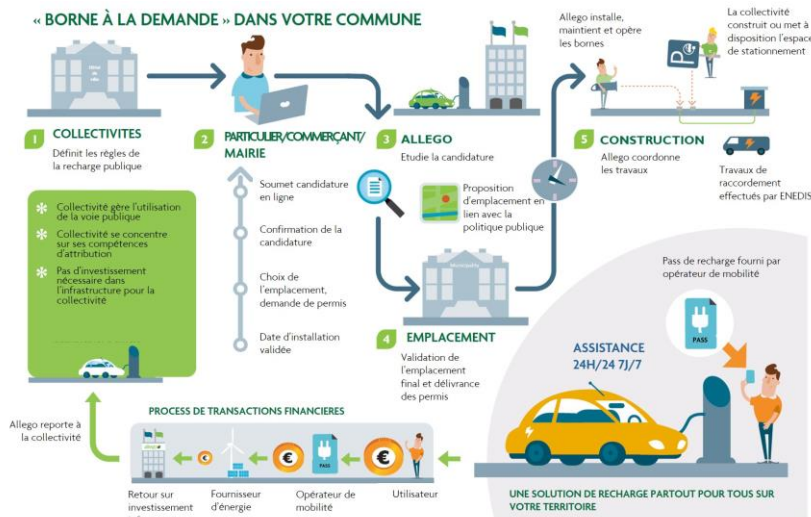 « BORNE À LA DEMANDE » DANS VOTRE COMMUNE
1 COLLECTIVITES
Définit les règles de
la recharge publique
2 PARTICULIER/COMMERÇANT/
MAIRIE
Soumet candidature
en ligne
Confirmation de la
candidature
Choix de
l'emplacement,
demande de permis
Date d'installation
validée
3 ALLEGO
Etudie la candidature
Proposition
d'emplacement en
lien avec la
politique publique
Municipalité
4 EMPLACEMENT
Validation de
l'emplacement
final et délivrance
des permis
Allego installe,
maintient et opère
les bornes
La collectivité
construit ou met à
disposition l'espace
de stationnement
P
5 CONSTRUCTION
Allego coordonne
les travaux
Travaux de
raccordement
effectués par ENEDIS
Hôtel
de
ville
Collectivité gère l'utilisation
de la voie publique
Collectivité se concentre
sur ses compétences
d'attribution
Pas d'investissement
nécessaire dans
l'infrastructure pour la
collectivité
Allego reporte à
la collectivité
PROCESS DE TRANSACTIONS FINANCIERES
allego
€
€
PASS
€
Retour sur
investissement
Fournisseur
d'énergie
Opérateur de
mobilité
Utilisateur
Pass de recharge fourni par
opérateur de mobilité
PASS
ASSISTANCE
24H/24 7J/7
UNE SOLUTION DE RECHARGE PARTOUT POUR TOUS SUR
VOTRE TERRITOIRE